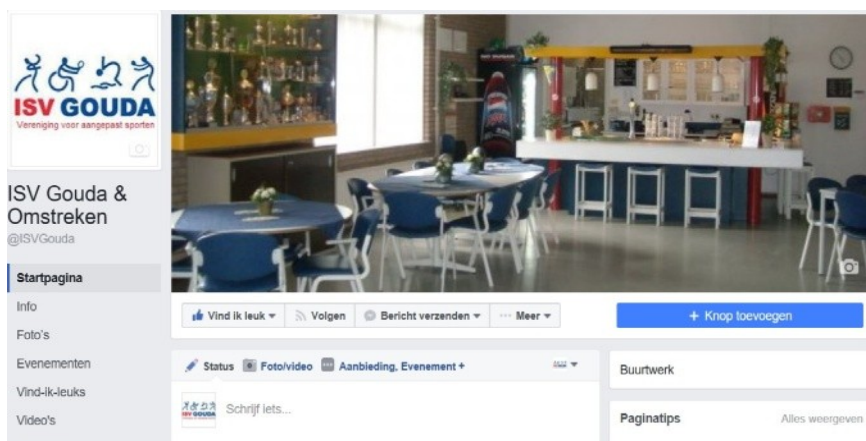 ISV GOUDA
Vereniging voor aangepast sporten
ISV Gouda &
Omstreken
@ISVGouda
Startpagina
Info
Foto's
Evenementen
Vind-ik-leuks
Video's
Vind ik leuk
Volgen
Bericht verzenden
··· Meer
+ Knop toevoegen
Status Foto/video Aanbieding, Evenement +
ISV GOUDA
Schrijf iets...
Buurtwerk
Paginatips Alles weergeven